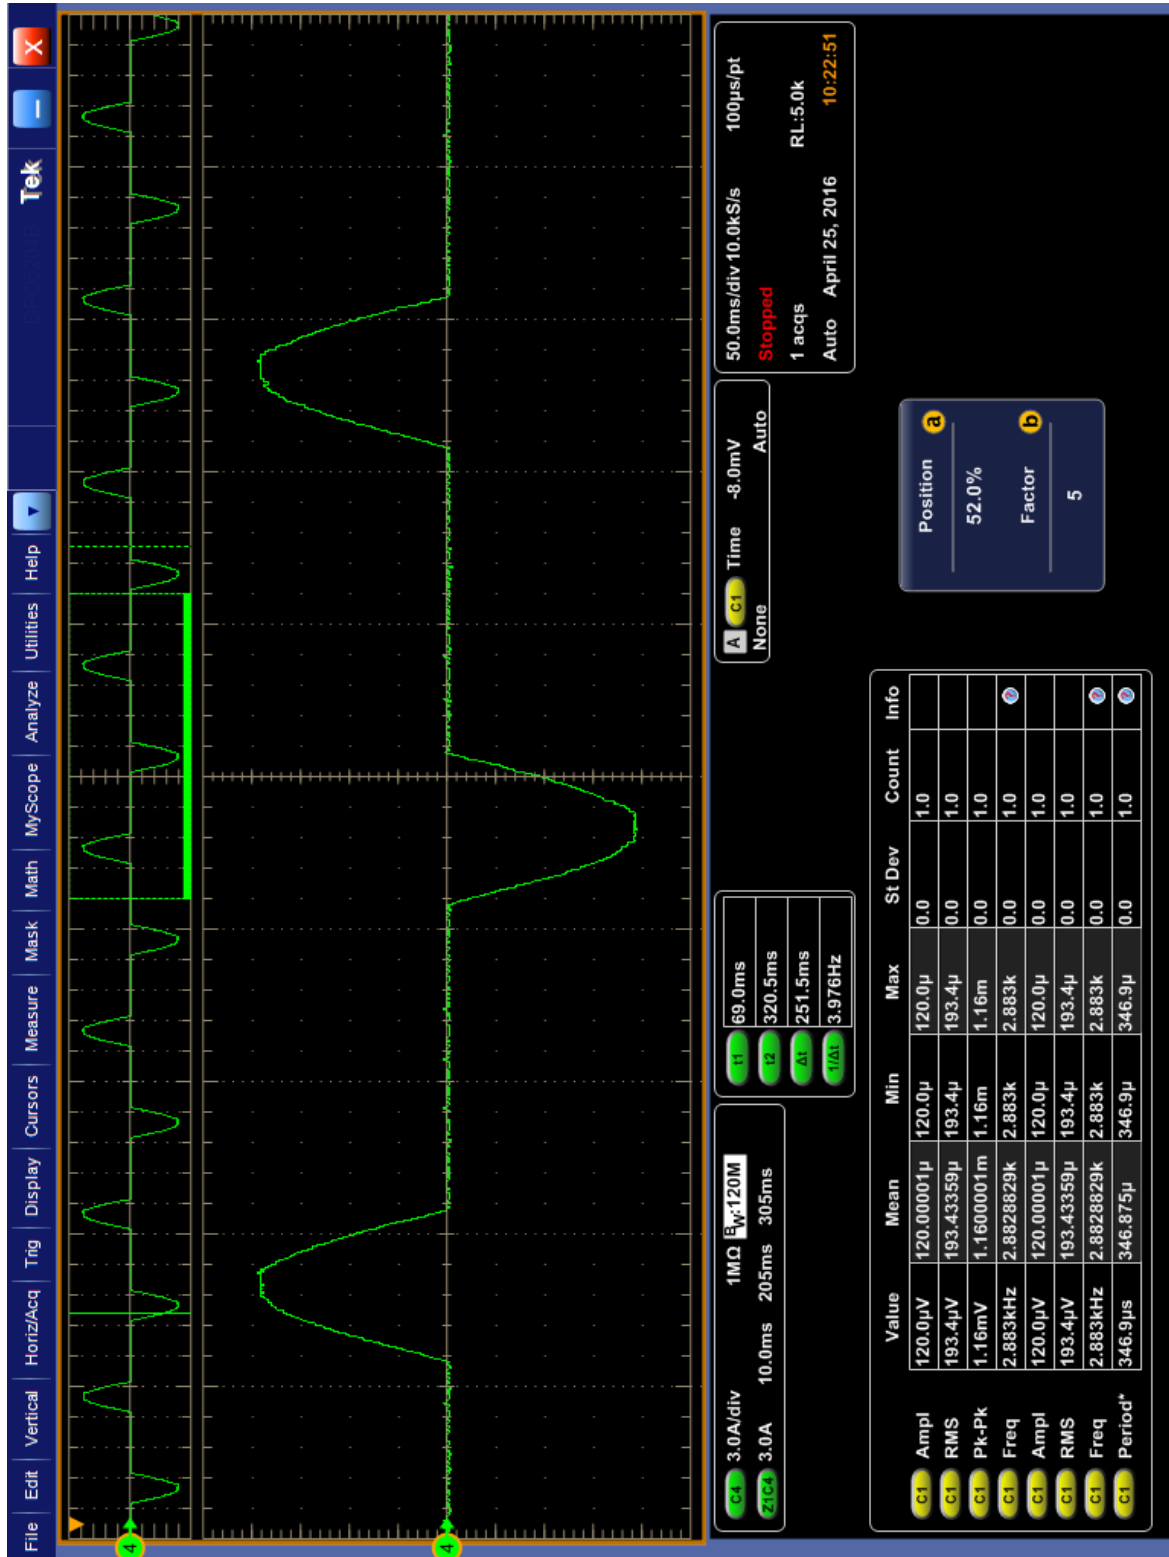 File Edit Vertical Horiz/Acq Trig Display Cursors Measure Mask Math MyScope Analyze Utilities Help Tek X
4
4
C4 3.0A/div 1MΩ BW:120M
Z1C4 3.0A 10.0ms 205ms 305ms
t1 69.0ms
t2 320.5ms
Δt 251.5ms
1/Δt 3.976Hz
A C1 Time -8.0mV
None Auto
50.0ms/div 10.0kS/s 100µs/pt
Stopped
1 acqs RL:5.0k
Auto April 25, 2016 10:22:51
Value Mean Min Max St Dev Count Info
C1 Ampl 120.0µV 120.00001µ 120.0µ 120.0µ 0.0 1.0
C1 RMS 193.4µV 193.43359µ 193.4µ 193.4µ 0.0 1.0
C1 Pk-Pk 1.16mV 1.1600001m 1.16m 1.16m 0.0 1.0
C1 Freq 2.883kHz 2.8828829k 2.883k 2.883k 0.0 1.0 ?
C1 Ampl 120.0µV 120.00001µ 120.0µ 120.0µ 0.0 1.0
C1 RMS 193.4µV 193.43359µ 193.4µ 193.4µ 0.0 1.0
C1 Freq 2.883kHz 2.8828829k 2.883k 2.883k 0.0 1.0 ?
C1 Period* 346.9µs 346.875µ 346.9µ 346.9µ 0.0 1.0 ?
Position a
52.0%
Factor b
5